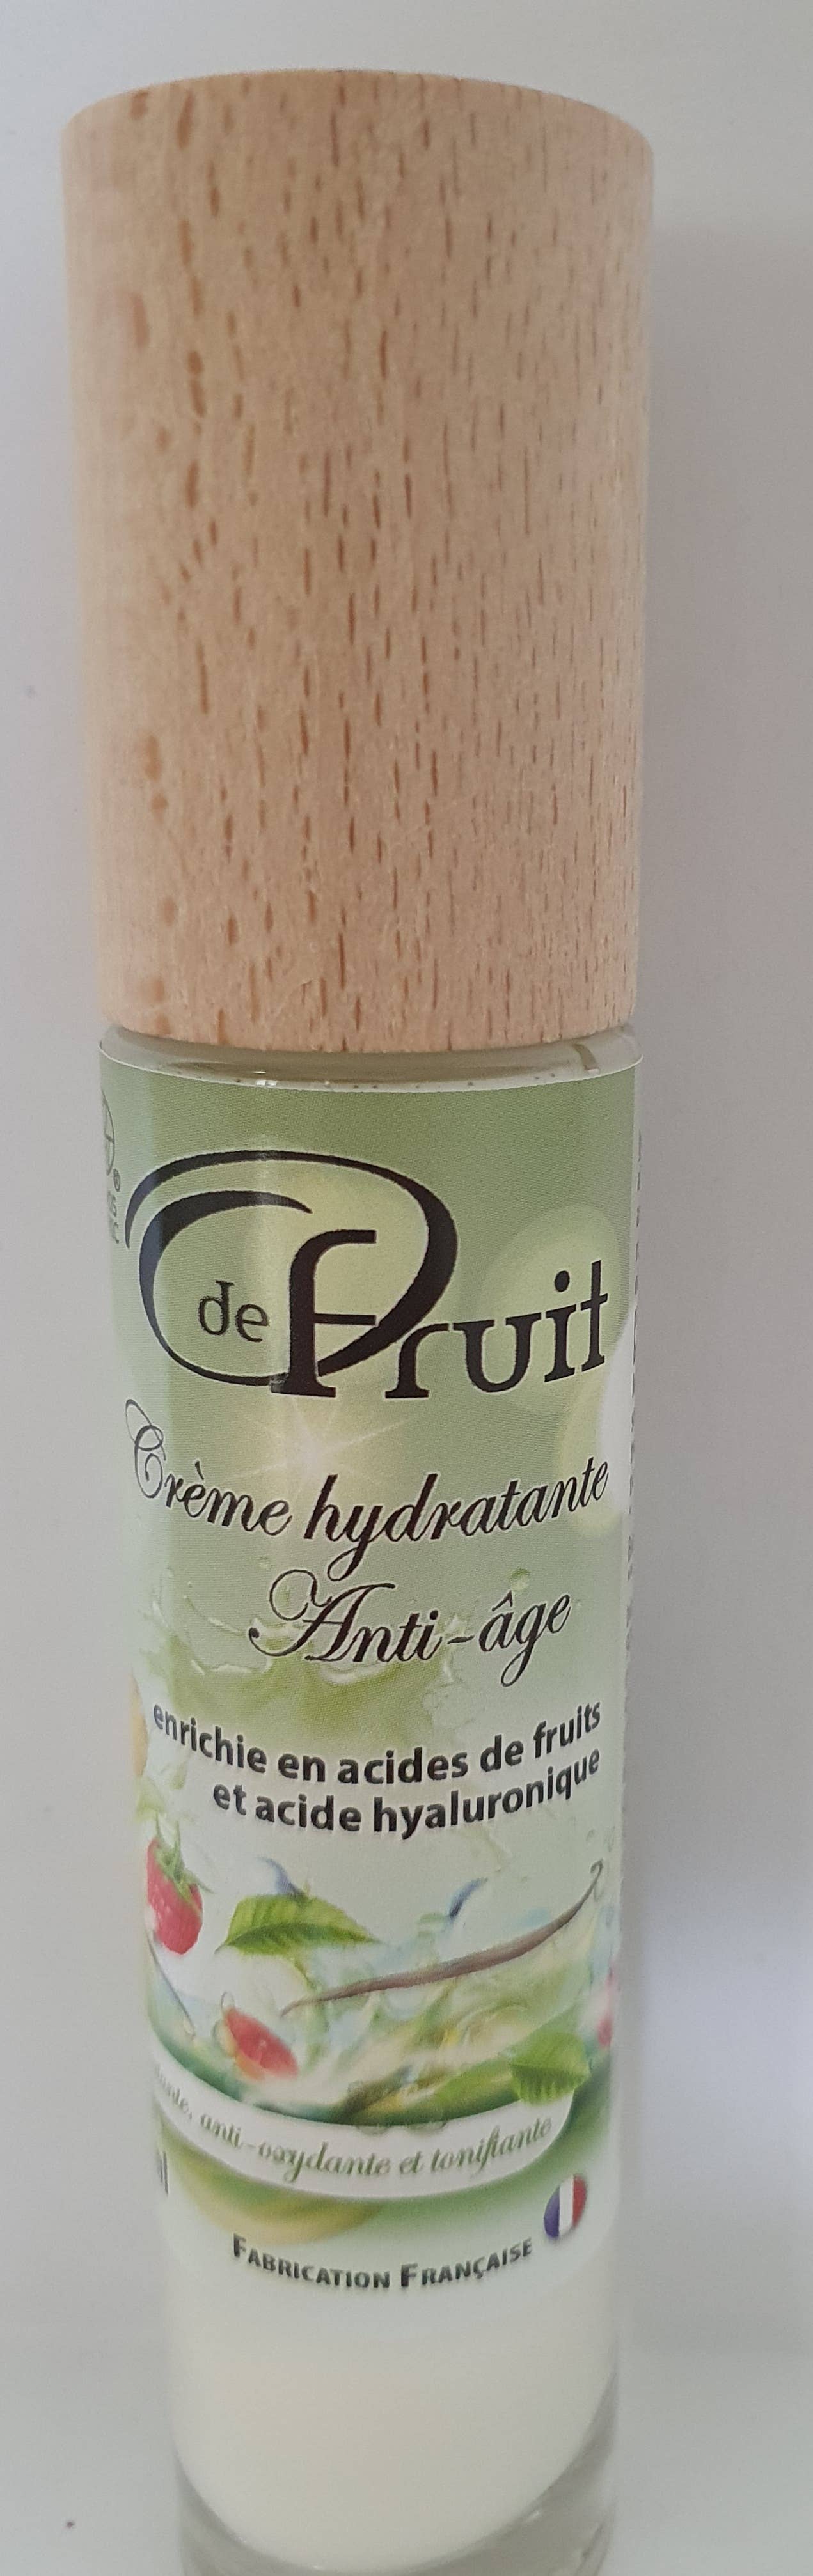 de fruit
Crème hydratante
Anti-âge
enrichie en acides de fruits
et acide hyaluronique
anti-oxydante et tonifiante
FABRICATION FRANÇAISE